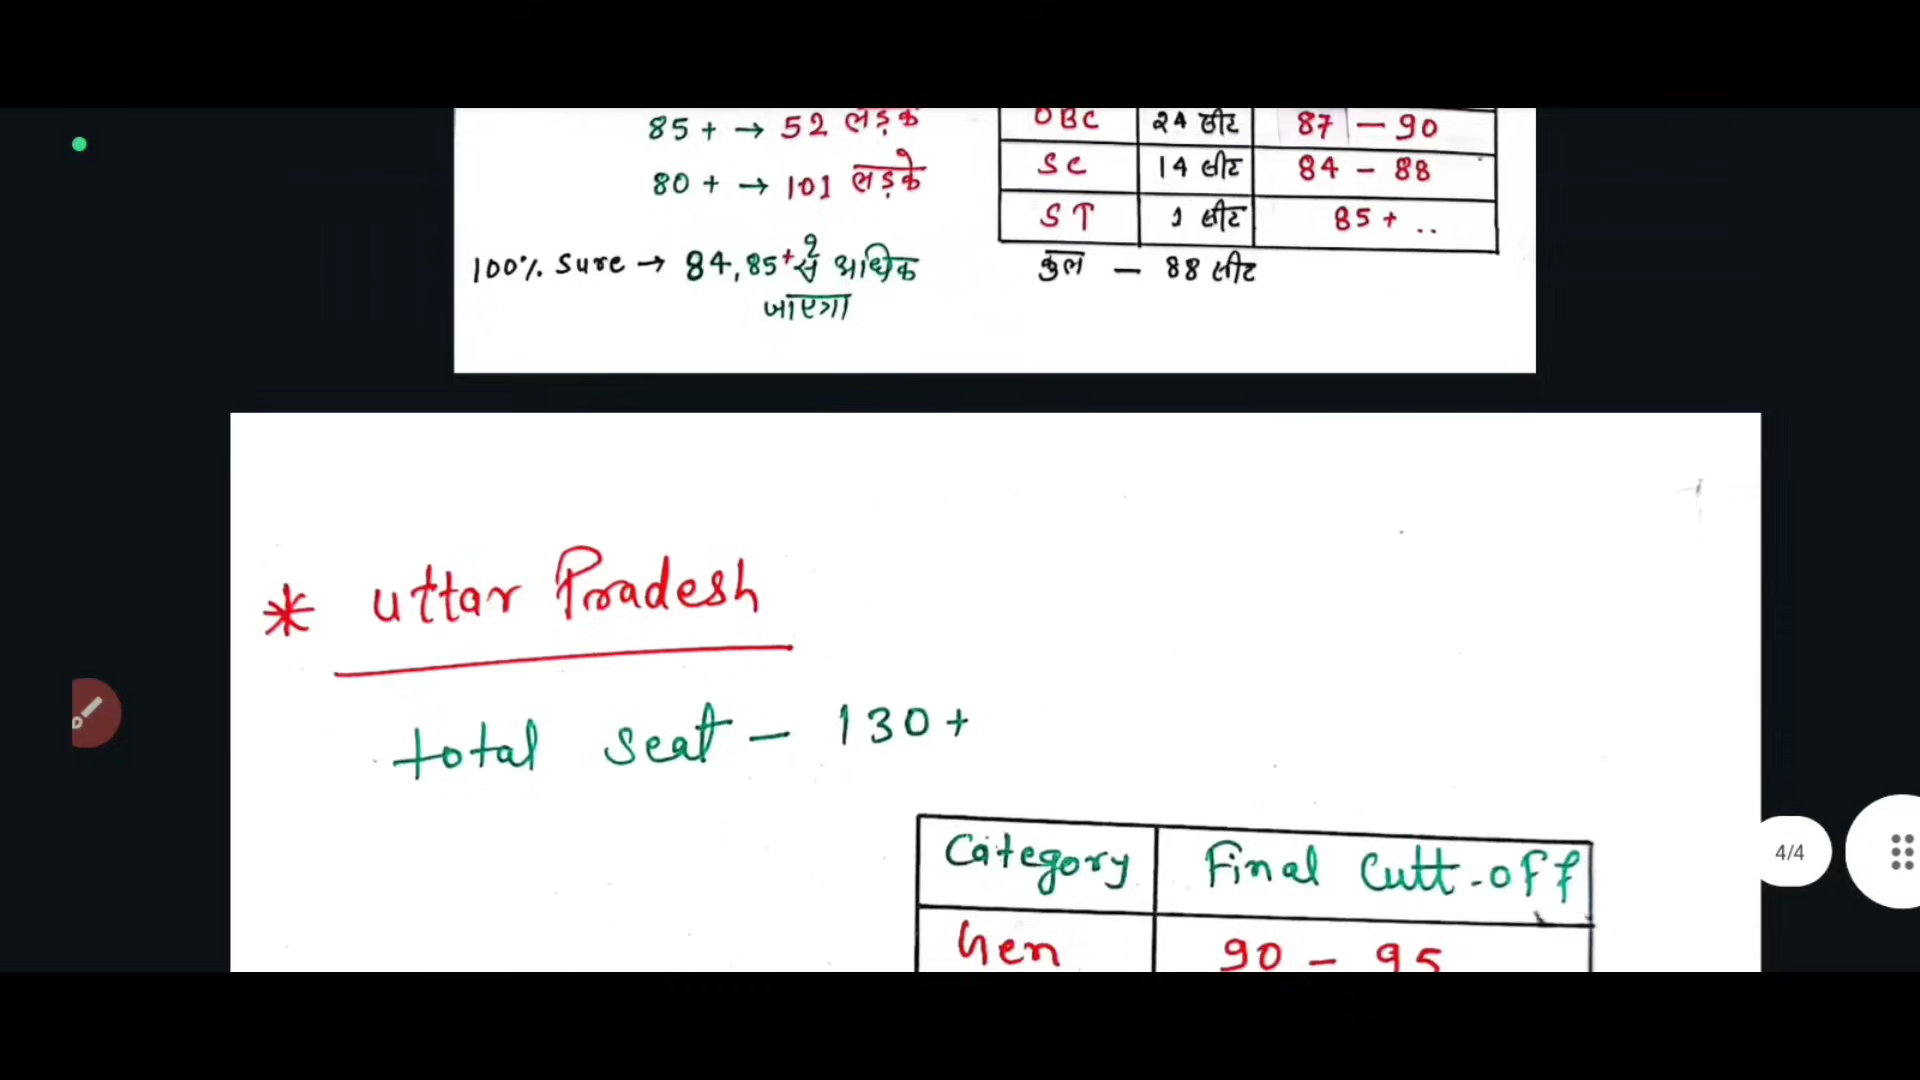 85 + → 52 लड़के
80 + → 101 लड़के
100% Sure → 84, 85+ से अधिक
जाएगा
OBC 24 सीट 87 – 90
SC 14 सीट 84 – 88
ST 1 सीट 85 + ..
कुल – 88 सीट
* Uttar Pradesh
total seat – 130 +
Category Final Cutt-off
Gen 90 – 95
4/4